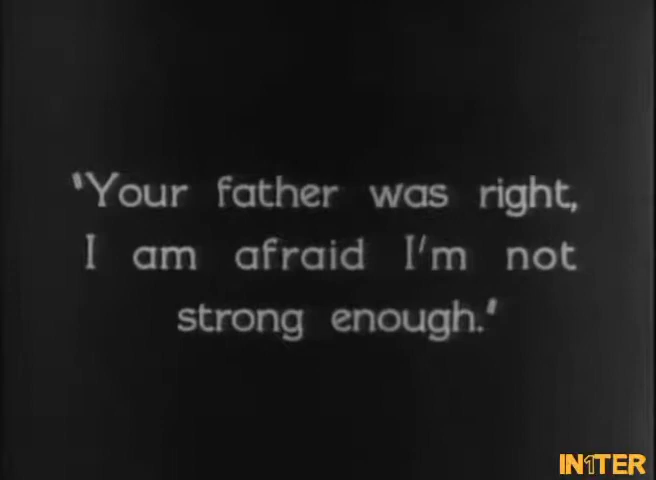 'Your father was right,
I am afraid I'm not
strong enough.'
IN1TER